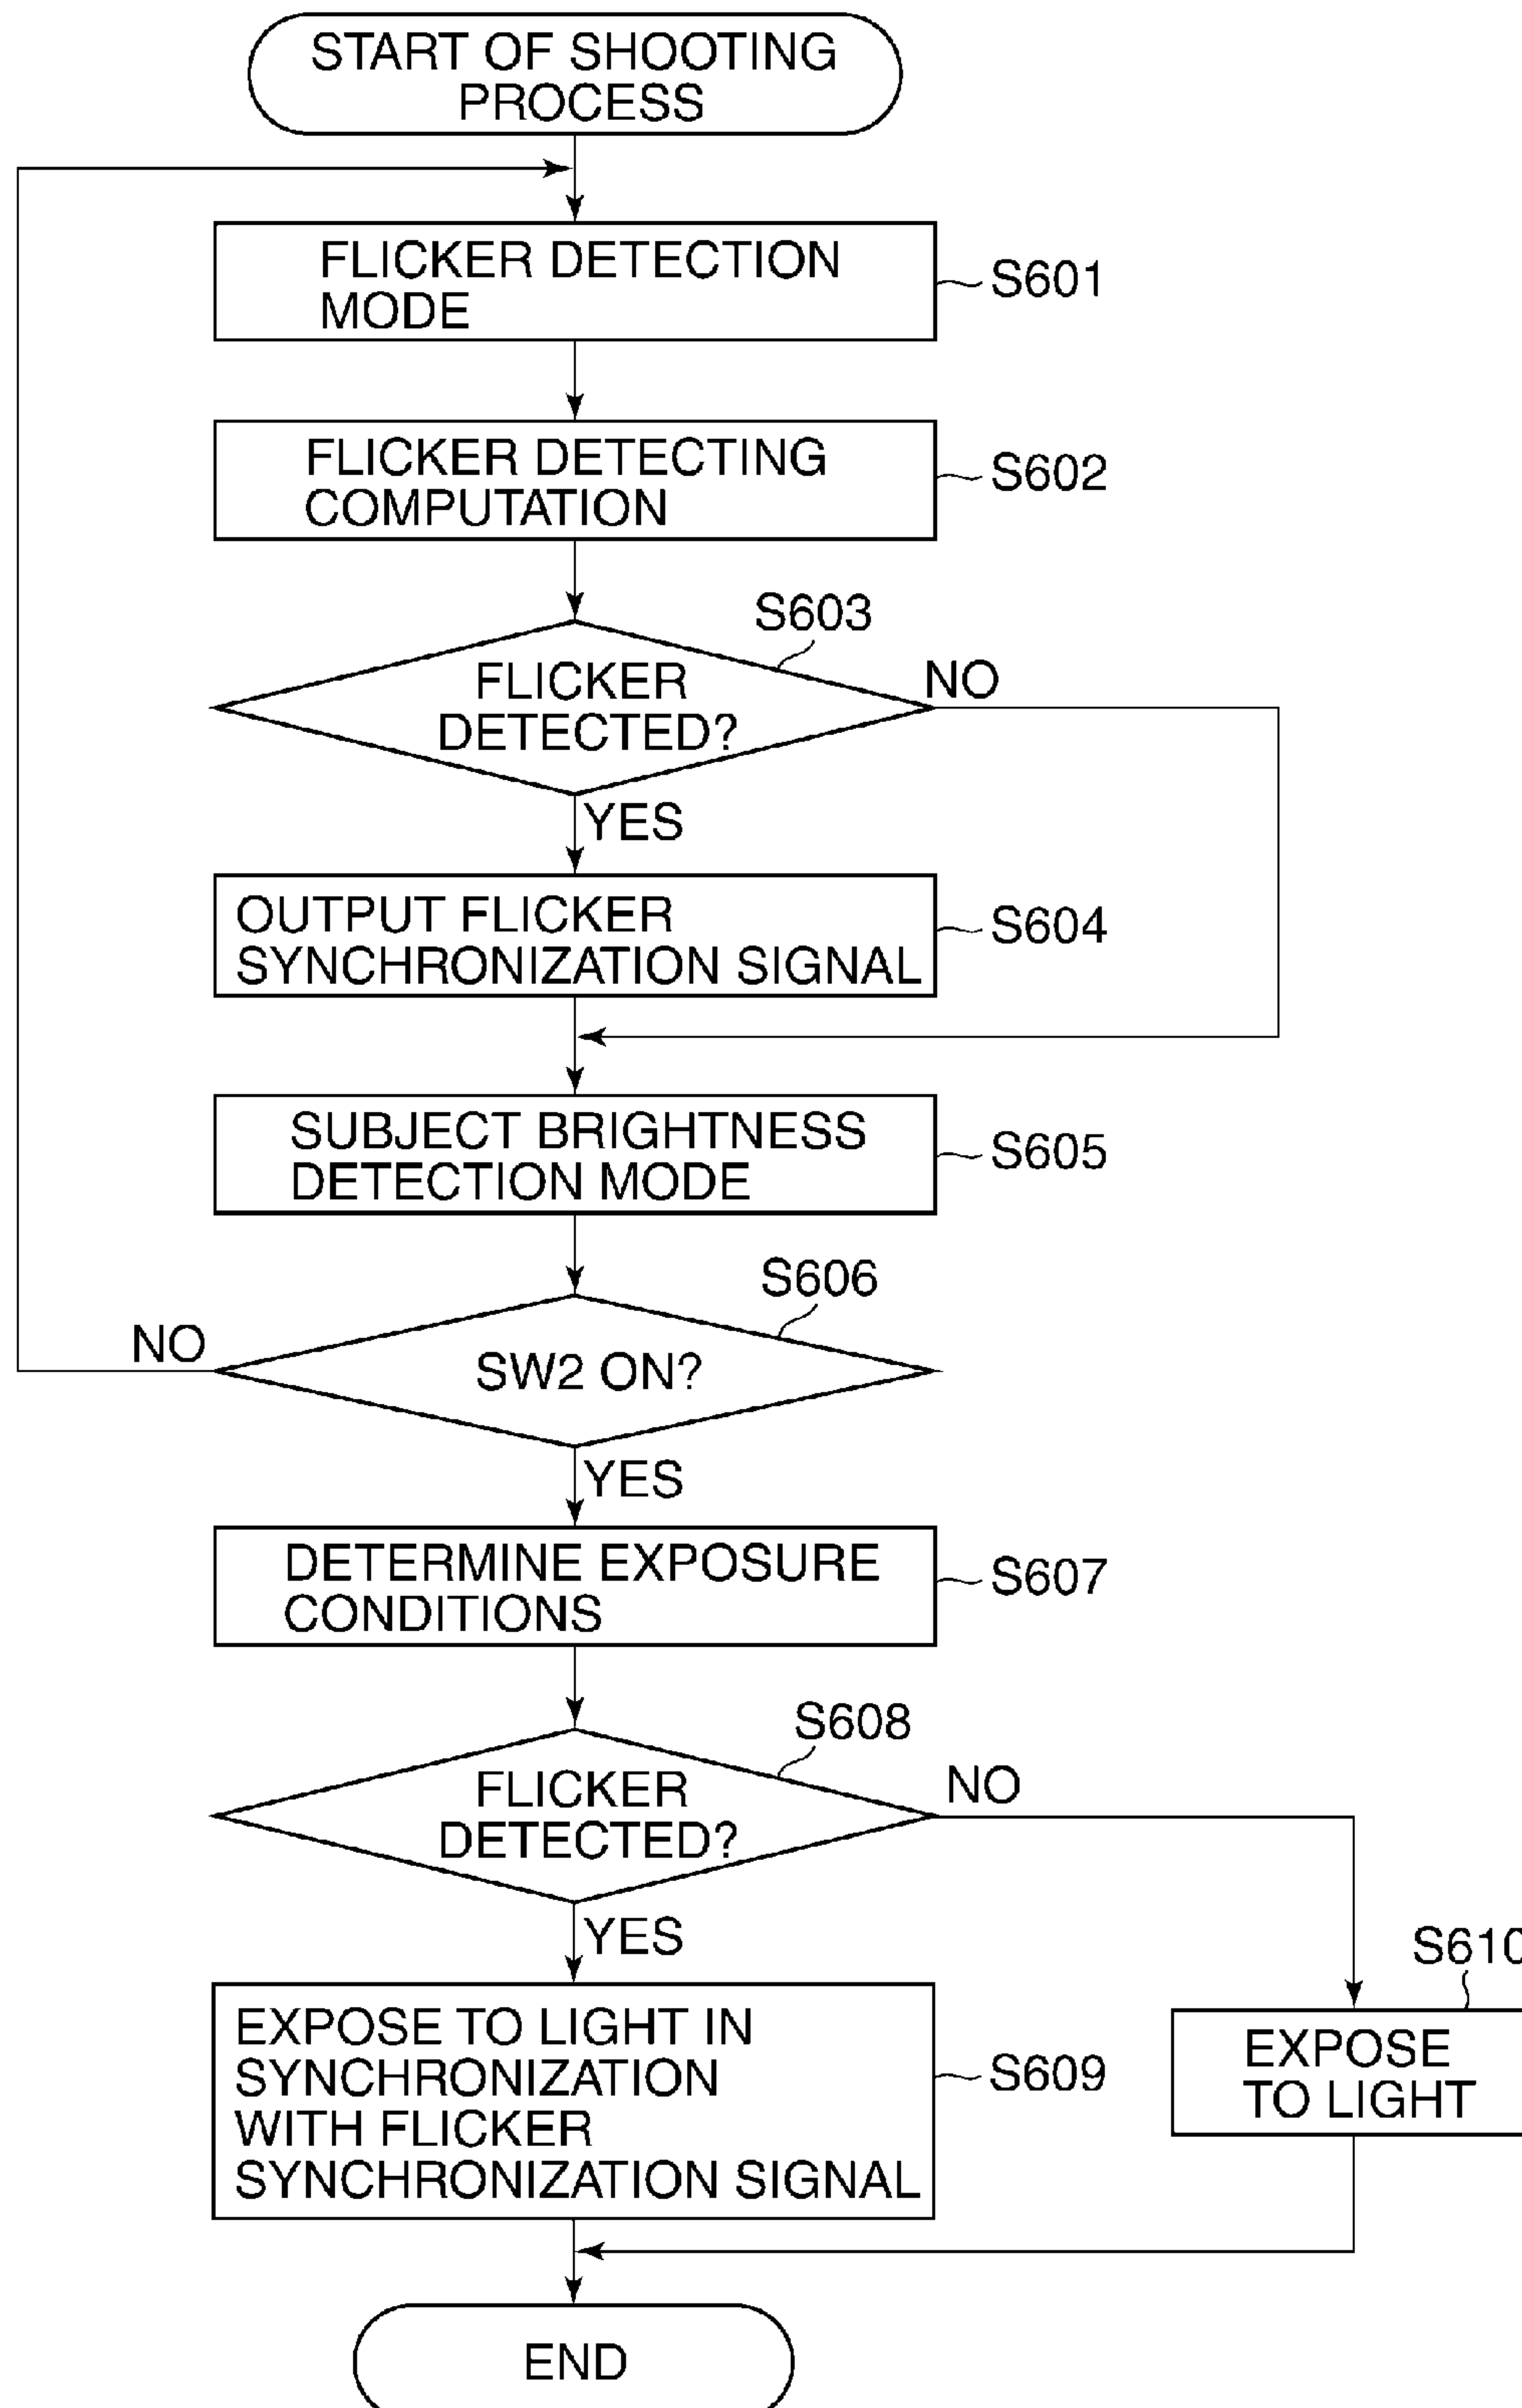 START OF SHOOTING
PROCESS
FLICKER DETECTION
MODE
S601
FLICKER DETECTING
COMPUTATION
S602
S603
FLICKER
DETECTED?
NO
YES
OUTPUT FLICKER
SYNCHRONIZATION SIGNAL
S604
SUBJECT BRIGHTNESS
DETECTION MODE
S605
S606
NO
SW2 ON?
YES
DETERMINE EXPOSURE
CONDITIONS
S607
S608
FLICKER
DETECTED?
NO
YES
S610
EXPOSE TO LIGHT IN
SYNCHRONIZATION
WITH FLICKER
SYNCHRONIZATION SIGNAL
S609
EXPOSE
TO LIGHT
END